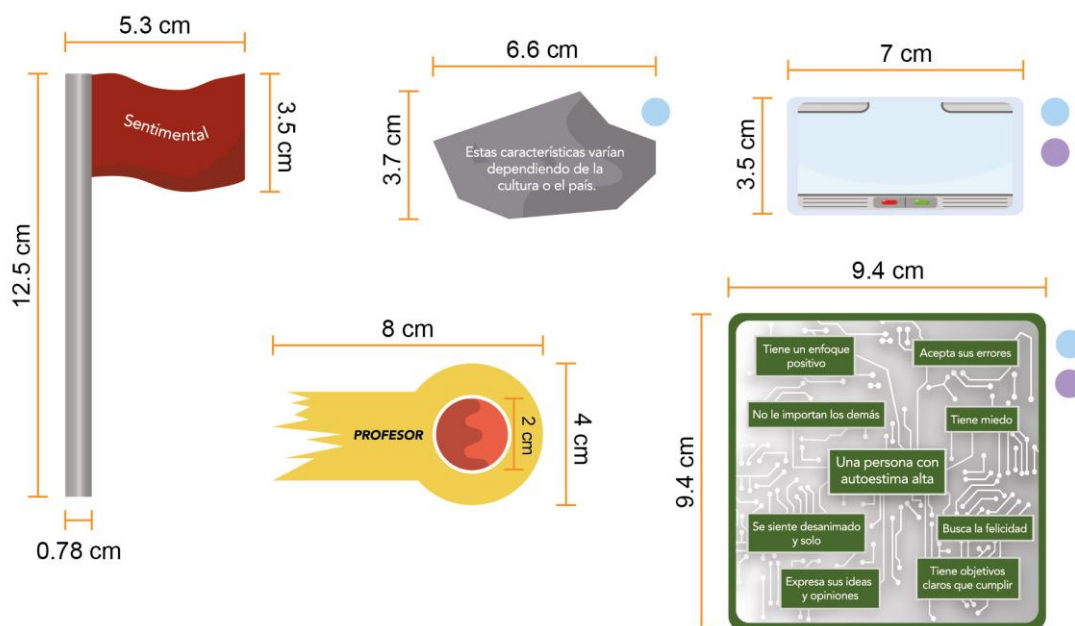 5.3 cm
12.5 cm
Sentimental
3.5 cm
0.78 cm
6.6 cm
3.7 cm
Estas características varían
dependiendo de la
cultura o el país.
7 cm
3.5 cm
8 cm
PROFESOR
2 cm
4 cm
9.4 cm
9.4 cm
Tiene un enfoque
positivo
Acepta sus errores
No le importan los demás
Tiene miedo
Una persona con
autoestima alta
Se siente desanimado
y solo
Busca la felicidad
Expresa sus ideas
y opiniones
Tiene objetivos
claros que cumplir